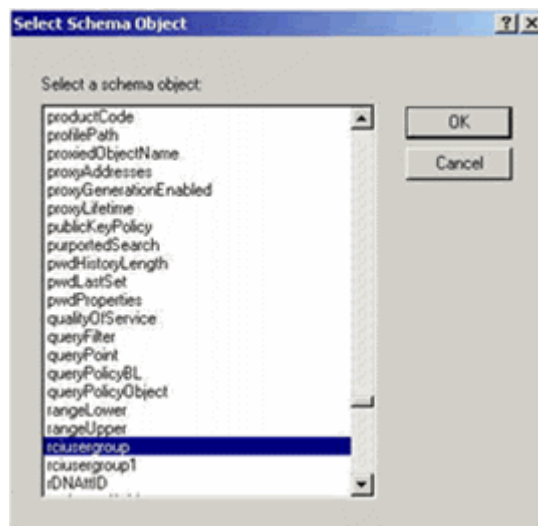 Select Schema Object
Select a schema object:
productCode
profilePath
proxiedObjectName
proxyAddresses
proxyGenerationEnabled
proxyLifetime
publicKeyPolicy
purportedSearch
pwdHistoryLength
pwdLastSet
pwdProperties
qualityOfService
queryFilter
queryPoint
queryPolicyBL
queryPolicyObject
rangeLower
rangeUpper
rciusergroup
rciusergroup1
rDNAttID
OK
Cancel